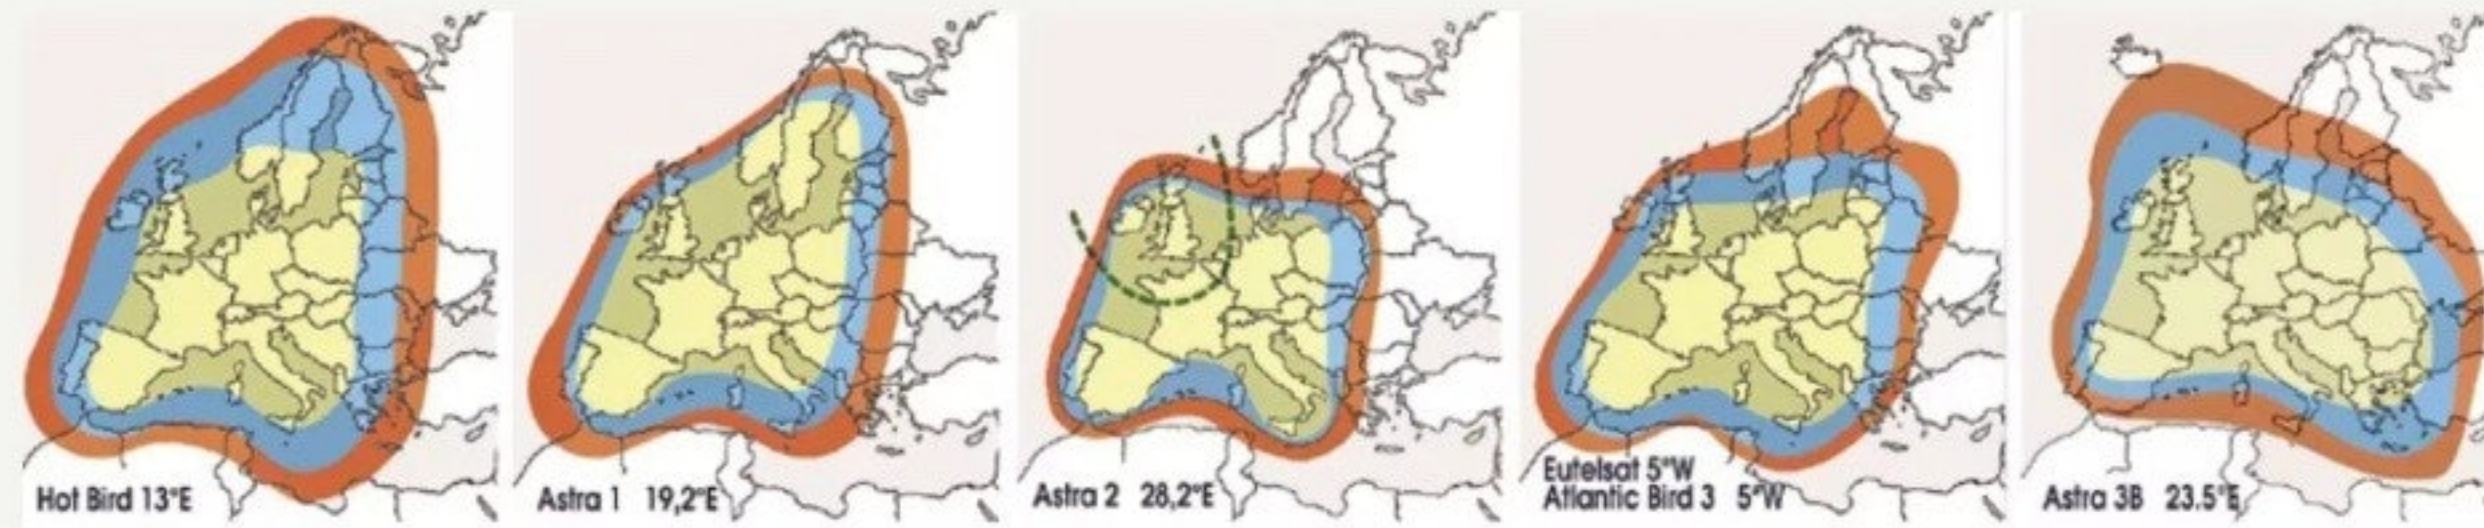 Hot Bird 13°E
Astra 1 19,2°E
Astra 2 28,2°E
Eutelsat 5°W
Atlantic Bird 3 5°W
Astra 3B 23.5°E